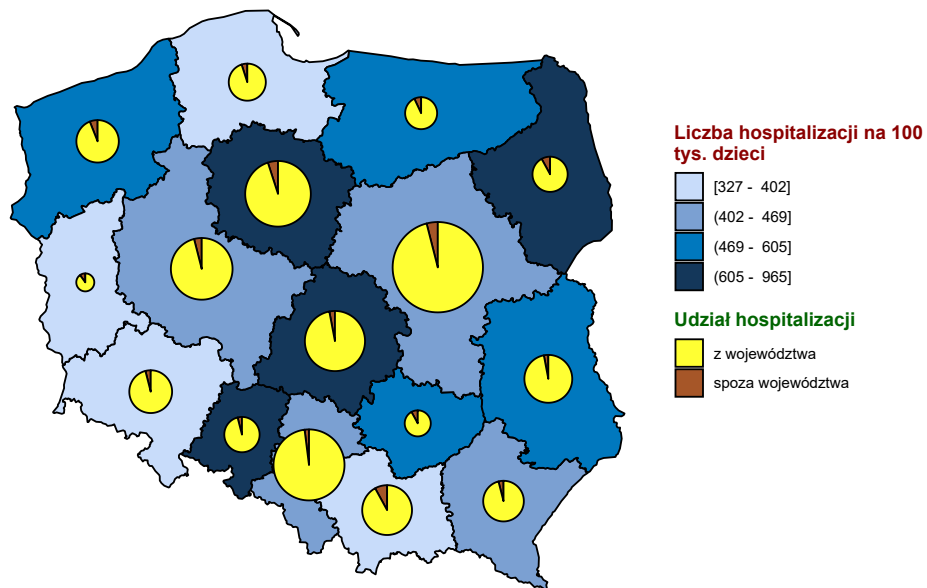 Liczba hospitalizacji na 100
tys. dzieci
[327 - 402]
(402 - 469]
(469 - 605]
(605 - 965]
Udział hospitalizacji
z województwa
spoza województwa